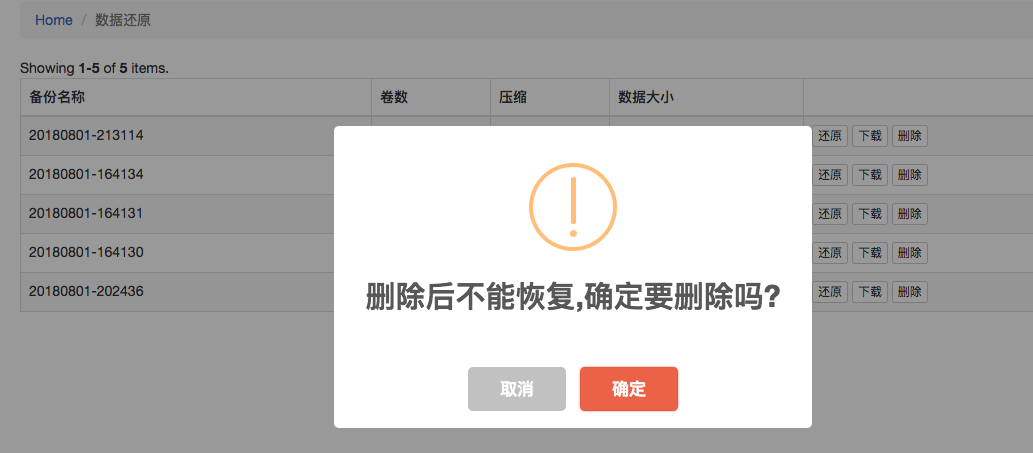 Home / 数据还原
Showing 1-5 of 5 items.
备份名称 卷数 压缩 数据大小
20180801-213114 还原 下载 删除
20180801-164134 还原 下载 删除
20180801-164131 还原 下载 删除
20180801-164130 还原 下载 删除
20180801-202436 还原 下载 删除
删除后不能恢复,确定要删除吗?
取消 确定